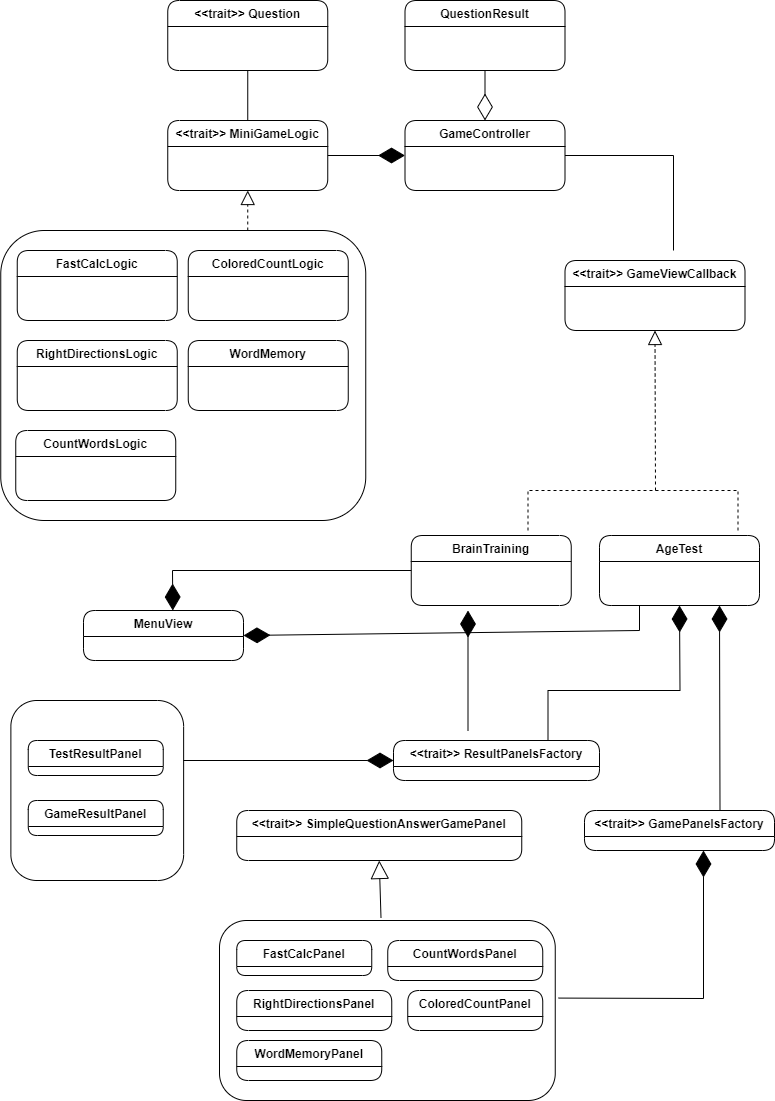 <<trait>> Question
QuestionResult
<<trait>> MiniGameLogic
GameController
FastCalcLogic
ColoredCountLogic
<<trait>> GameViewCallback
RightDirectionsLogic
WordMemory
CountWordsLogic
BrainTraining
AgeTest
MenuView
TestResultPanel
<<trait>> ResultPanelsFactory
GameResultPanel
<<trait>> SimpleQuestionAnswerGamePanel
<<trait>> GamePanelsFactory
FastCalcPanel
CountWordsPanel
RightDirectionsPanel
ColoredCountPanel
WordMemoryPanel